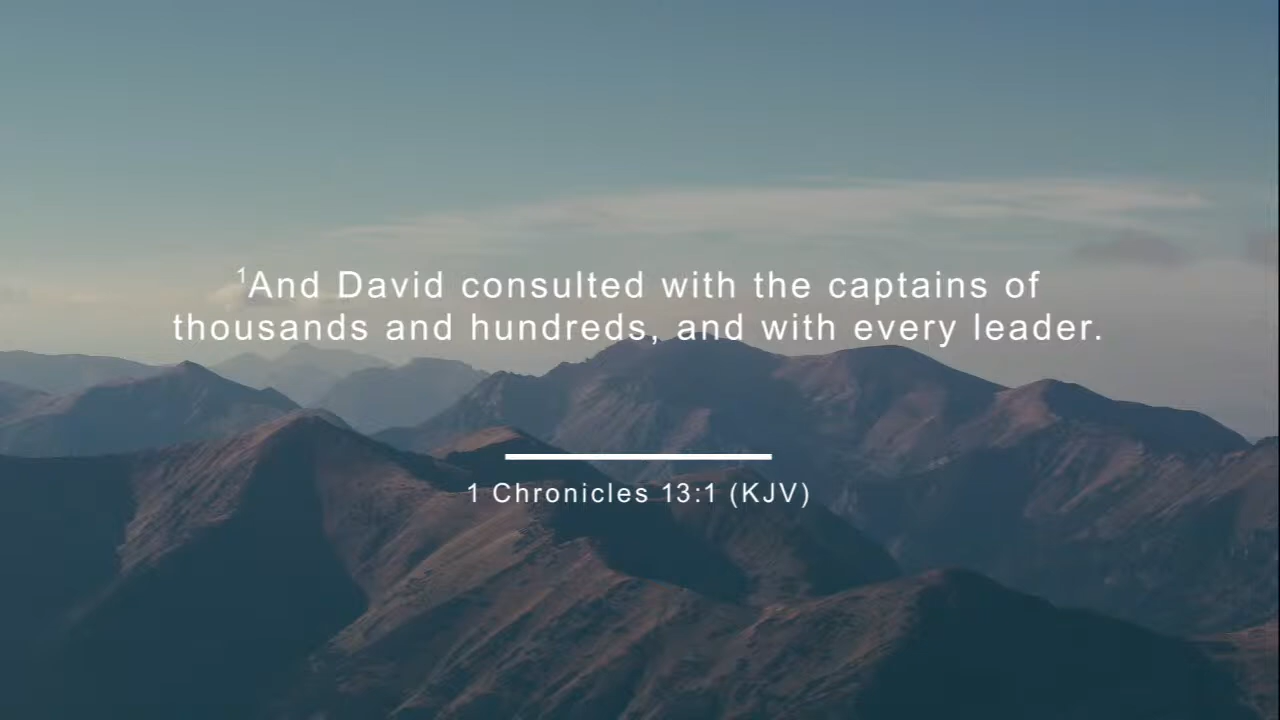 ¹And David consulted with the captains of
thousands and hundreds, and with every leader.
1 Chronicles 13:1 (KJV)